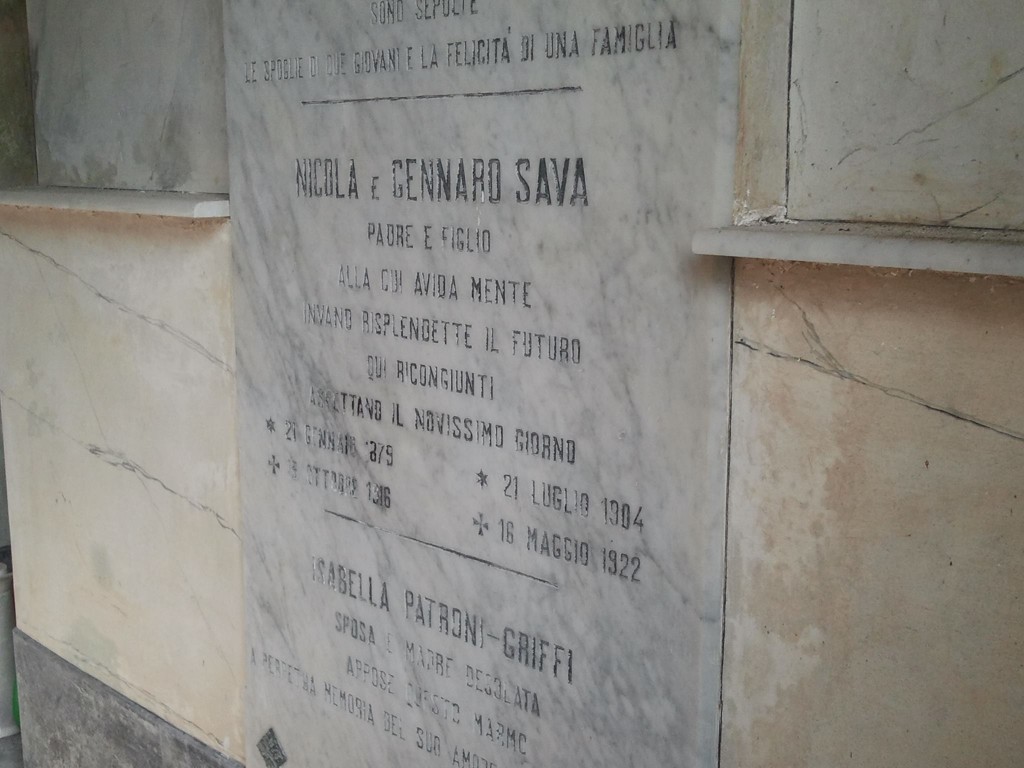 SONO SEPOLTE
LE SPOGLIE DI DUE GIOVANI E LA FELICITÁ DI UNA FAMIGLIA
NICOLA E GENNARO SAVA
PADRE E FIGLIO
ALLA CUI AVIDA MENTE
INVANO RISPLENDETTE IL FUTURO
QUI RICONGIUNTI
ASPETTANO IL NOVISSIMO GIORNO
GENNAIO 1879
OTTOBRE
21 LUGLIO 1904
16 MAGGIO 1922
ISABELLA PATRONI-GRIFFI
SPOSA E MADRE DESOLATA
APPOSE QUESTO MARMO
A PERPETUA MEMORIA DEL SUO AMORE